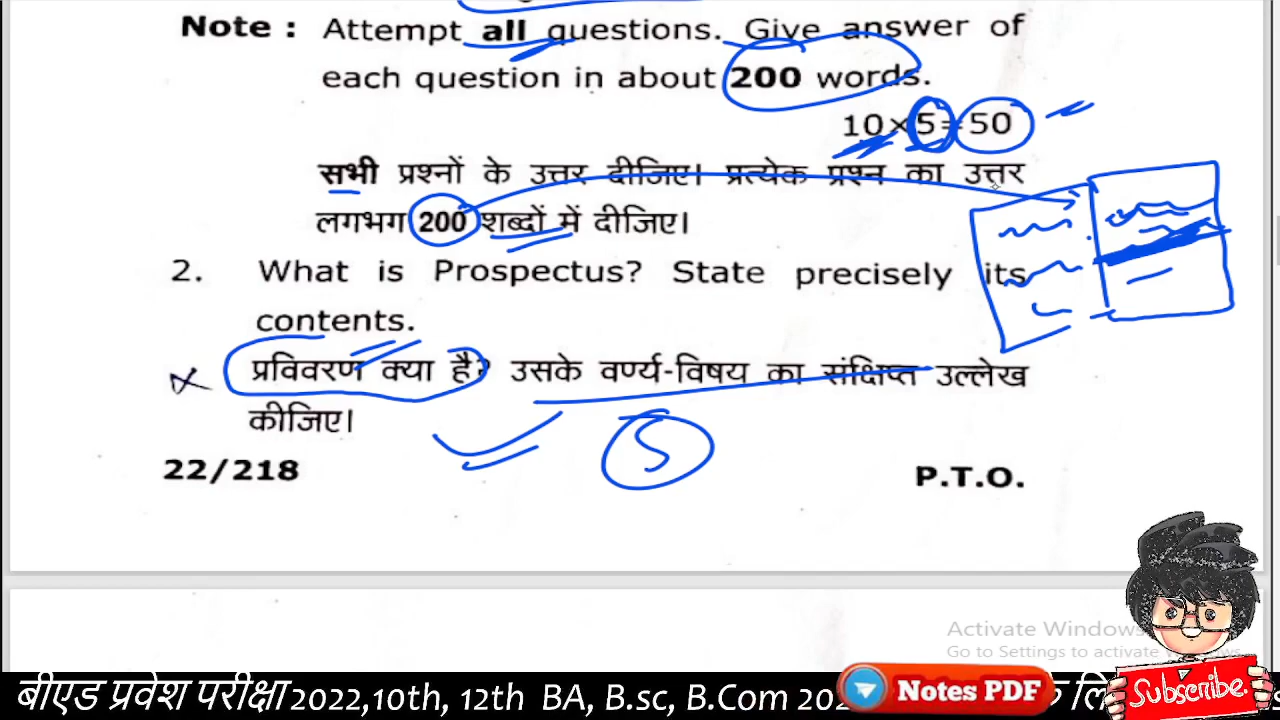 Note : Attempt all questions. Give answer of
each question in about 200 words.
10×5=50
सभी प्रश्नों के उत्तर दीजिए। प्रत्येक प्रश्न का उत्तर
लगभग 200 शब्दों में दीजिए।
2. What is Prospectus? State precisely its
contents.
प्रविवरण क्या है? उसके वर्ण्य-विषय का संक्षिप्त उल्लेख
कीजिए।
5
22/218 P.T.O.
Activate Windows
Go to Settings to activate
बीएड प्रवेश परीक्षा 2022,10th, 12th BA, B.sc, B.Com
Notes PDF
Subscribe